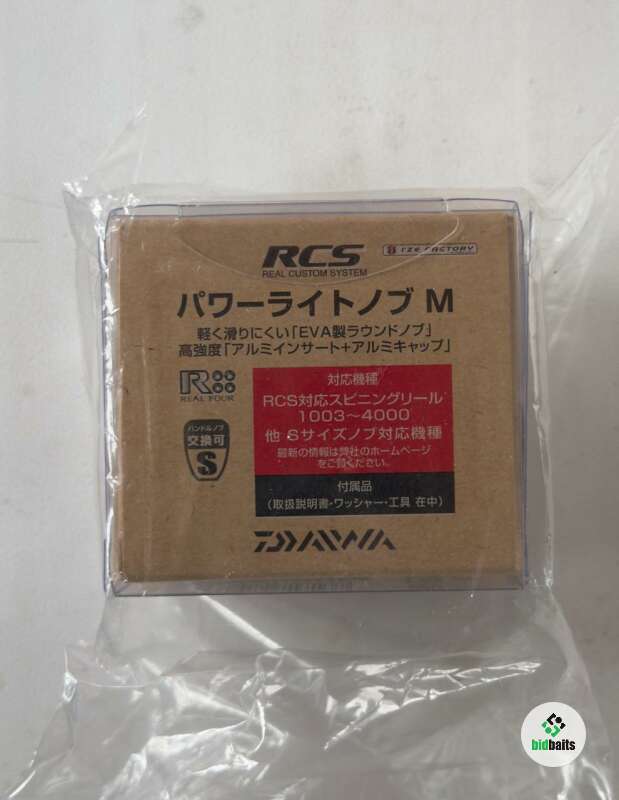 RCS
REAL CUSTOM SYSTEM
I'ZE FACTORY
パワーライトノブ M
軽く滑りにくい「EVA製ラウンドノブ」
高強度「アルミインサート+アルミキャップ」
R
REAL FOUR
ハンドルノブ
交換可
S
対応機種
RCS対応スピニングリール
1003〜4000
他 Sサイズノブ対応機種
最新の情報は弊社のホームページ
をご覧ください。
付属品
(取扱説明書・ワッシャー・工具 在中)
DAIWA
bidbaits